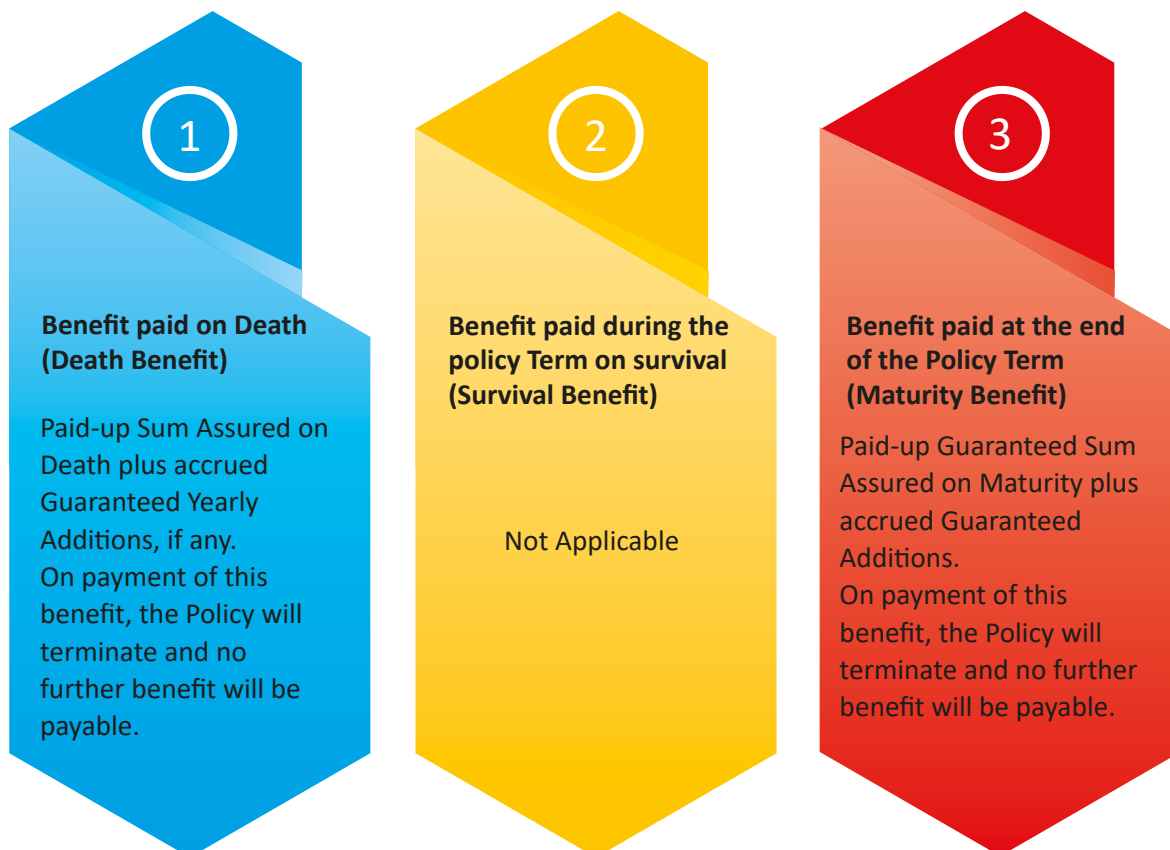 1
Benefit paid on Death
(Death Benefit)
Paid-up Sum Assured on
Death plus accrued
Guaranteed Yearly
Additions, if any.
On payment of this
benefit, the Policy will
terminate and no
further benefit will be
payable.
2
Benefit paid during the
policy Term on survival
(Survival Benefit)
Not Applicable
3
Benefit paid at the end
of the Policy Term
(Maturity Benefit)
Paid-up Guaranteed Sum
Assured on Maturity plus
accrued Guaranteed
Additions.
On payment of this
benefit, the Policy will
terminate and no further
benefit will be payable.